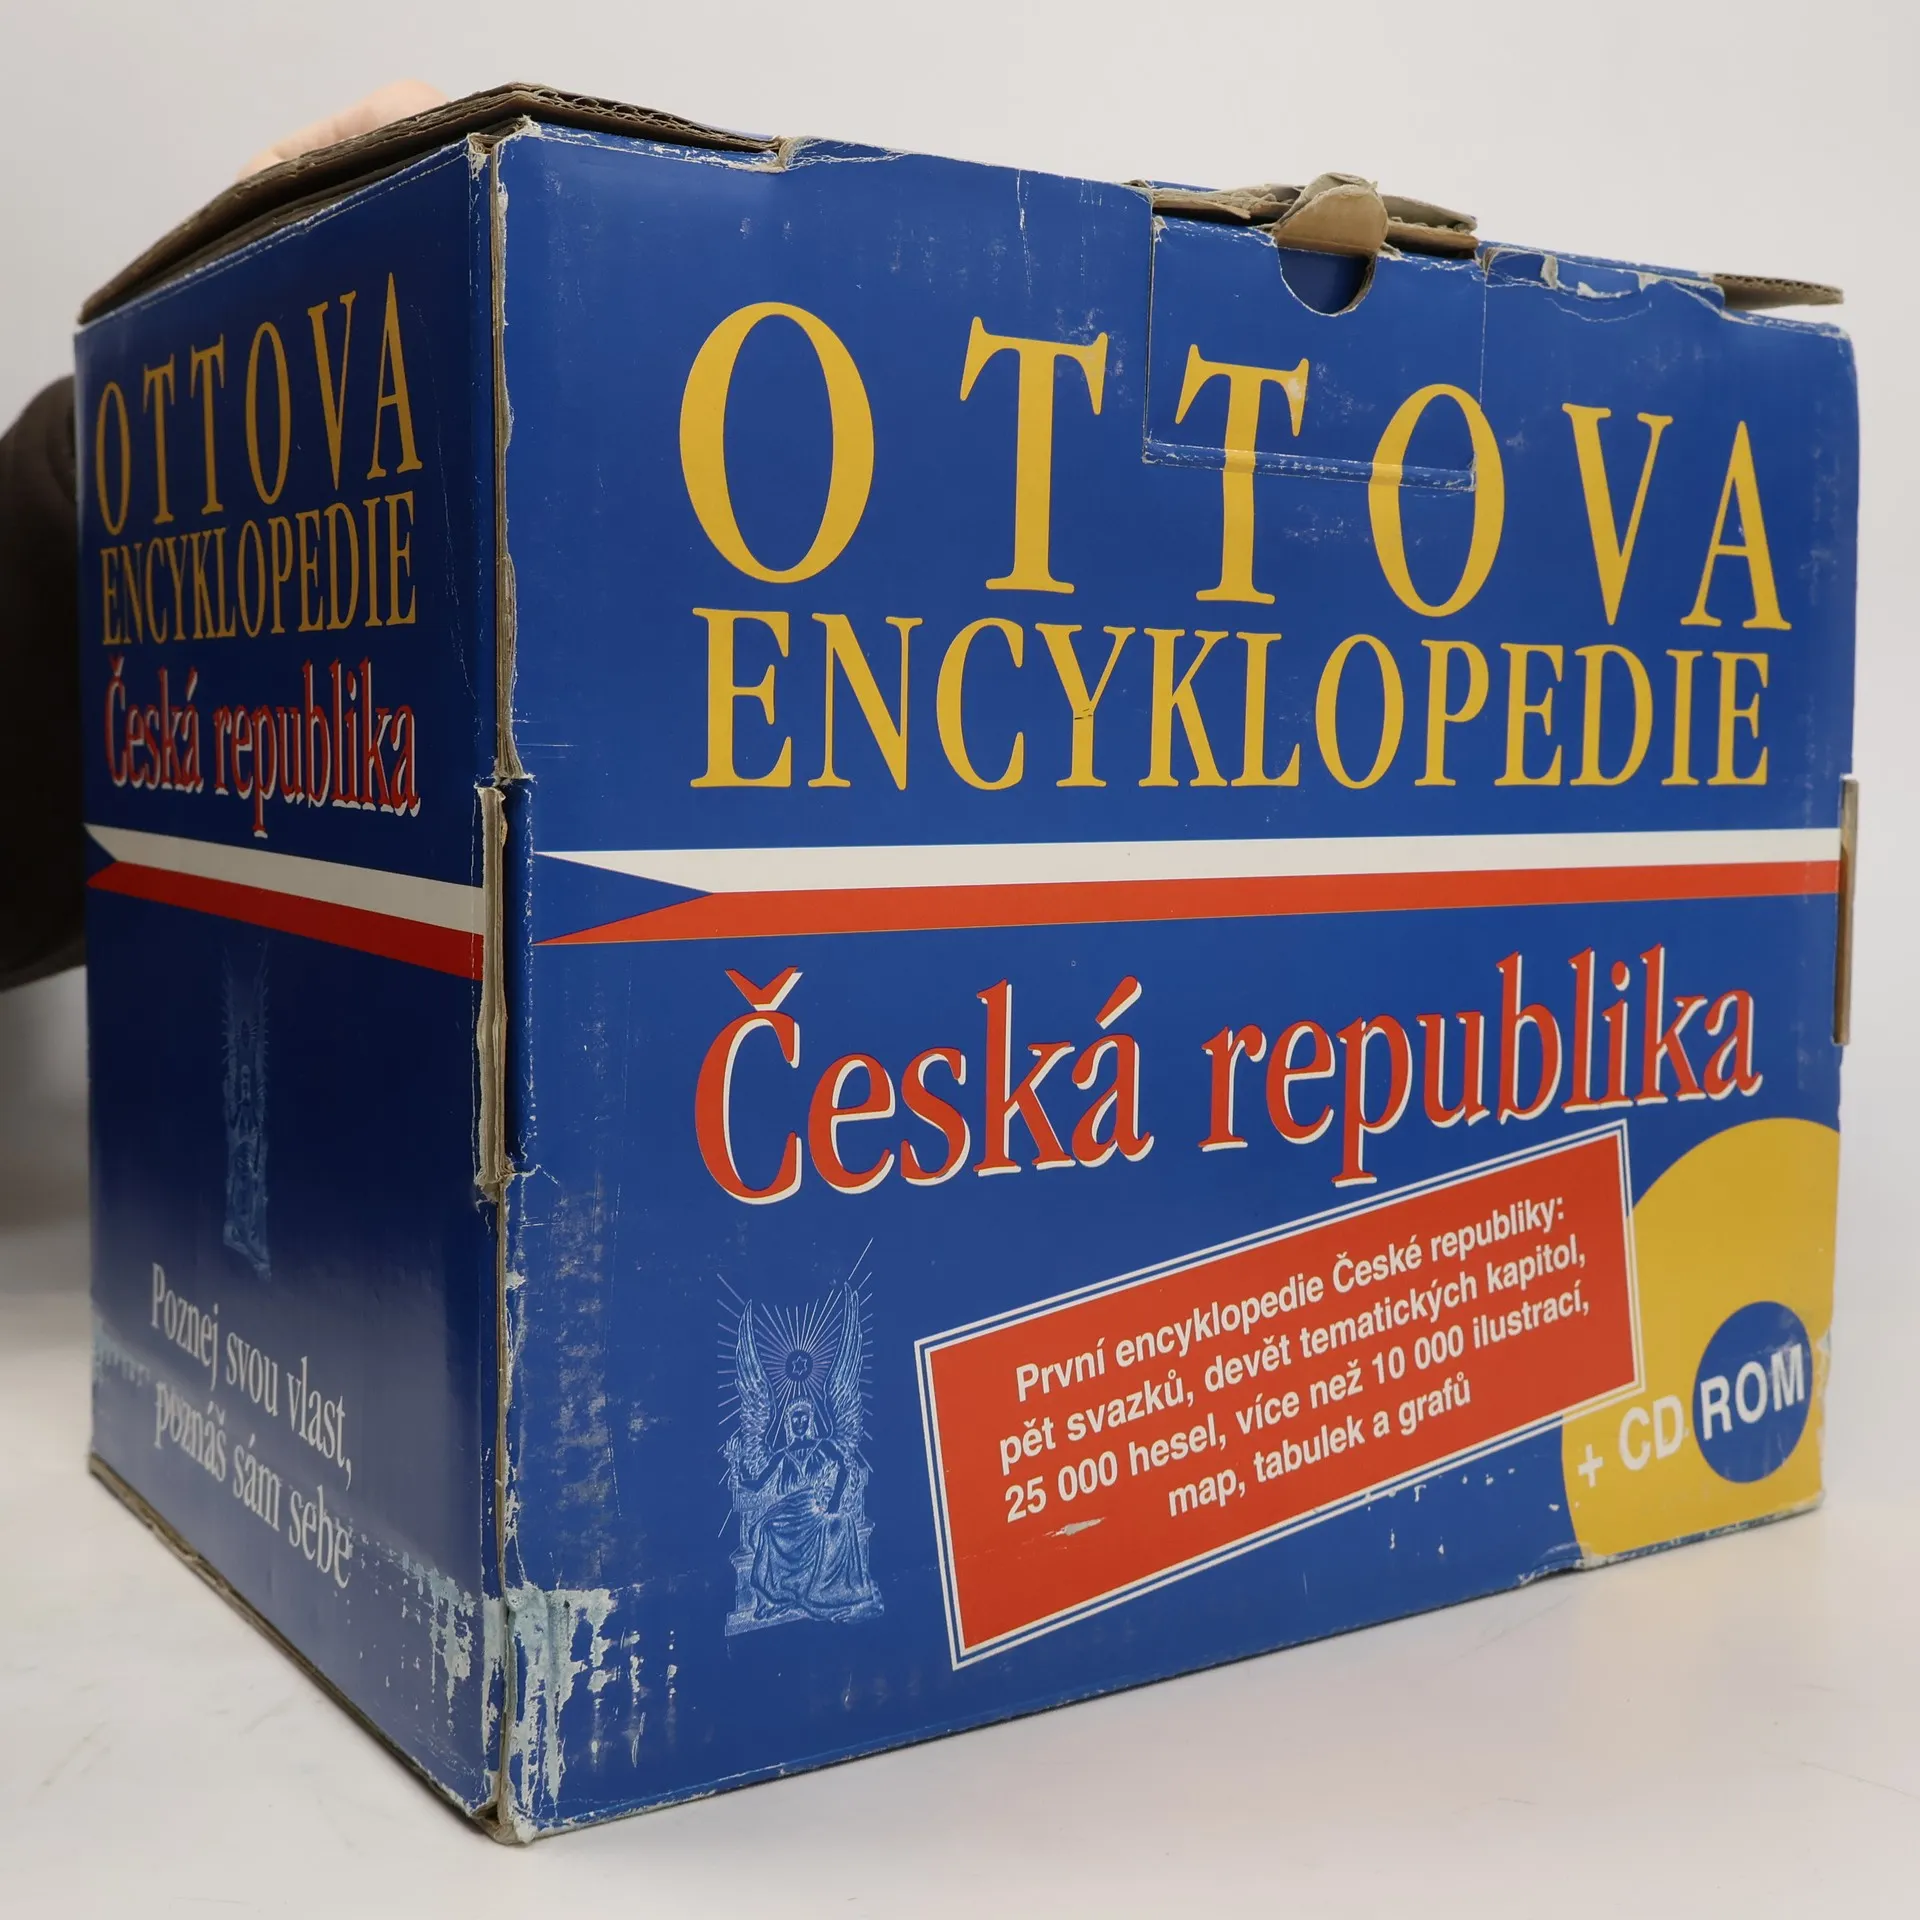 OTTOVA
ENCYKLOPEDIE
Česká republika
Poznej svou vlast,
poznáš sám sebe
OTTOVA
ENCYKLOPEDIE
Česká republika
První encyklopedie České republiky:
pět svazků, devět tematických kapitol,
25 000 hesel, více než 10 000 ilustrací,
map, tabulek a grafů
+ CD ROM